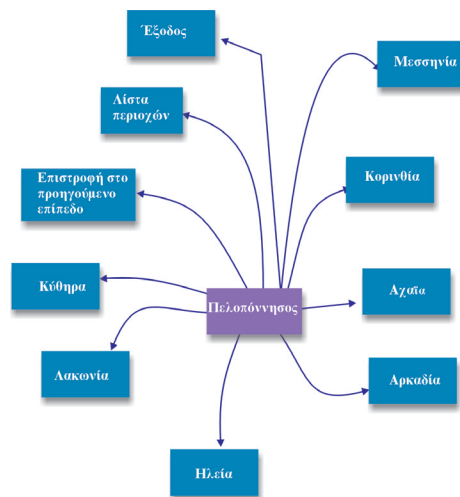 Έξοδος
Μεσσηνία
Λίστα
περιοχών
Κορινθία
Επιστροφή στο
προηγούμενο
επίπεδο
Κύθηρα
Πελοπόννησος
Αχαΐα
Λακωνία
Αρκαδία
Ηλεία